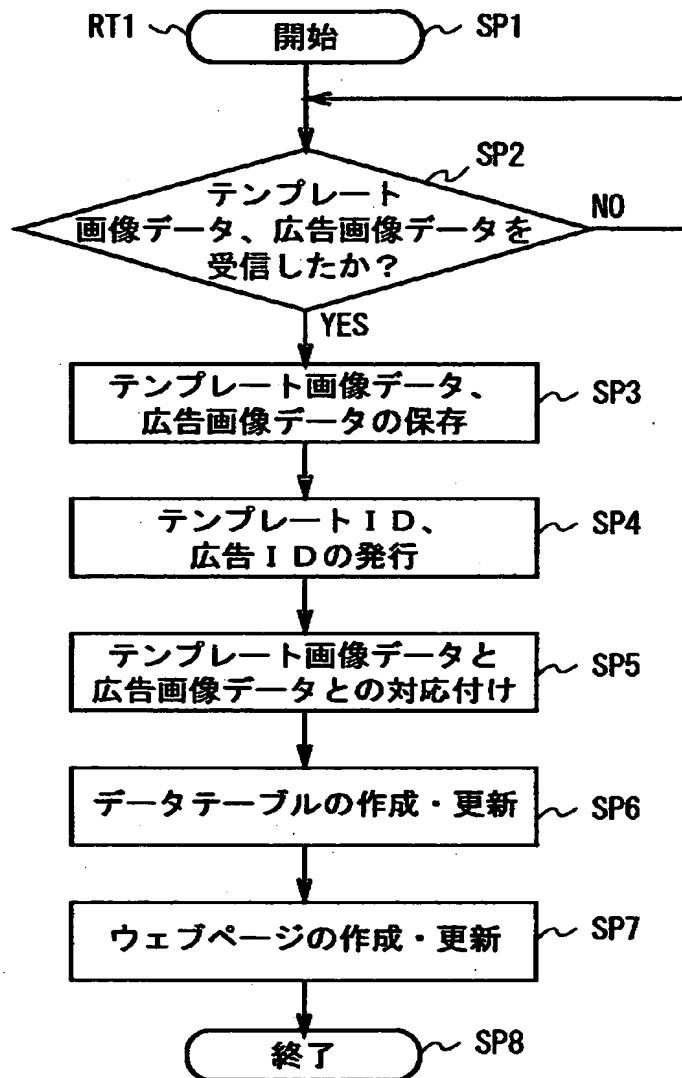 RT1
開始
SP1
SP2
テンプレート
画像データ、広告画像データを
受信したか？
NO
YES
テンプレート画像データ、
広告画像データの保存
SP3
テンプレートＩＤ、
広告ＩＤの発行
SP4
テンプレート画像データと
広告画像データとの対応付け
SP5
データテーブルの作成・更新
SP6
ウェブページの作成・更新
SP7
終了
SP8